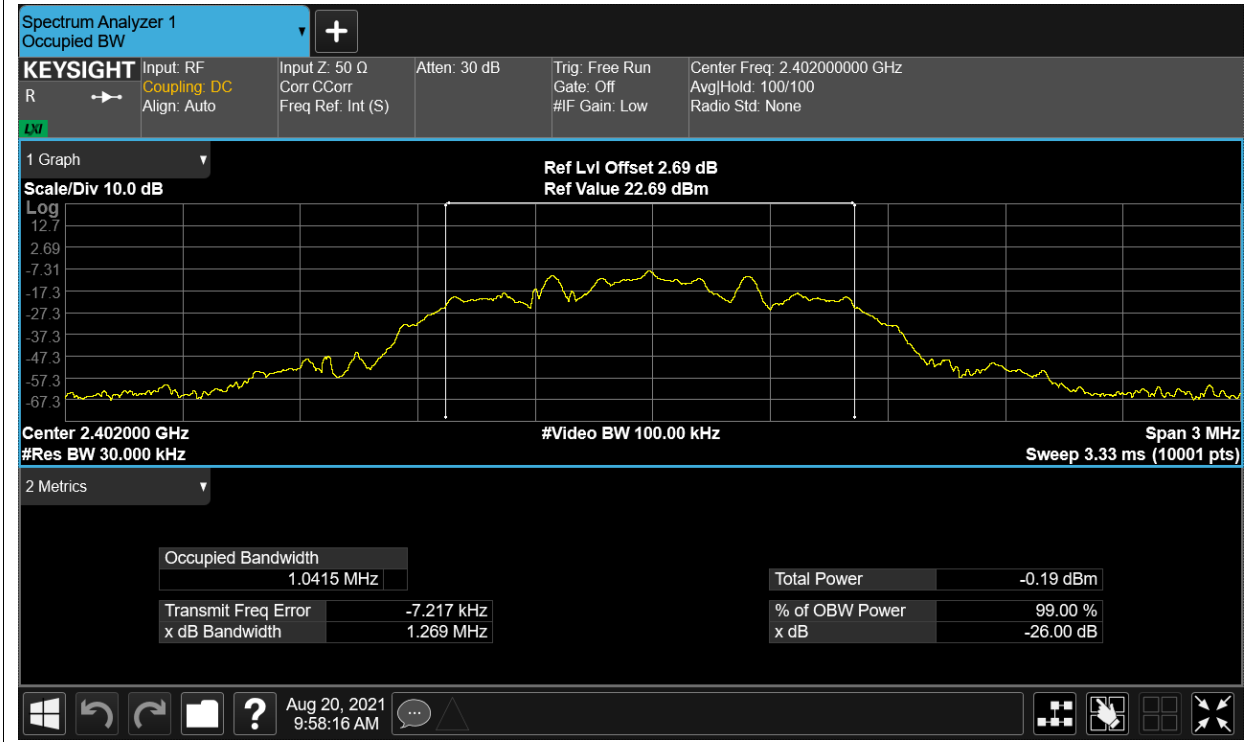 Spectrum Analyzer 1
Occupied BW
KEYSIGHT
R
LXI
Input: RF
Coupling: DC
Align: Auto
Input Z: 50 Ω
Corr CCorr
Freq Ref: Int (S)
Atten: 30 dB
Trig: Free Run
Gate: Off
#IF Gain: Low
Center Freq: 2.402000000 GHz
Avg|Hold: 100/100
Radio Std: None
1 Graph
Scale/Div 10.0 dB
Ref Lvl Offset 2.69 dB
Ref Value 22.69 dBm
Log
12.7
2.69
-7.31
-17.3
-27.3
-37.3
-47.3
-57.3
-67.3
Center 2.402000 GHz
#Res BW 30.000 kHz
#Video BW 100.00 kHz
Span 3 MHz
Sweep 3.33 ms (10001 pts)
2 Metrics
Occupied Bandwidth
1.0415 MHz
Transmit Freq Error -7.217 kHz
x dB Bandwidth 1.269 MHz
Total Power -0.19 dBm
% of OBW Power 99.00 %
x dB -26.00 dB
?
Aug 20, 2021
9:58:16 AM